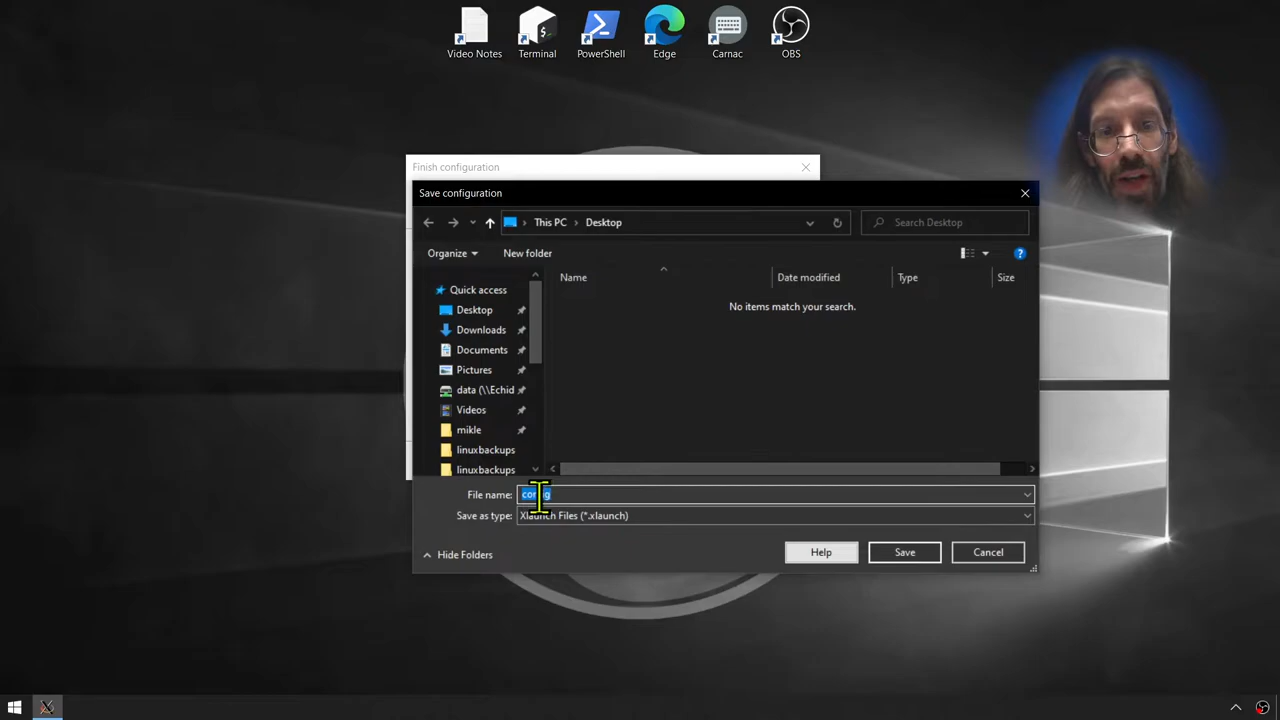 Video Notes
Terminal
PowerShell
Edge
Carnac
OBS
Finish configuration
Save configuration
This PC
Desktop
Search Desktop
Organize
New folder
Name
Date modified
Type
Size
No items match your search.
Quick access
Desktop
Downloads
Documents
Pictures
data (\\Echid
Videos
mikle
linuxbackups
linuxbackups
File name:
config
Save as type:
Xlaunch Files (*.xlaunch)
Hide Folders
Help
Save
Cancel